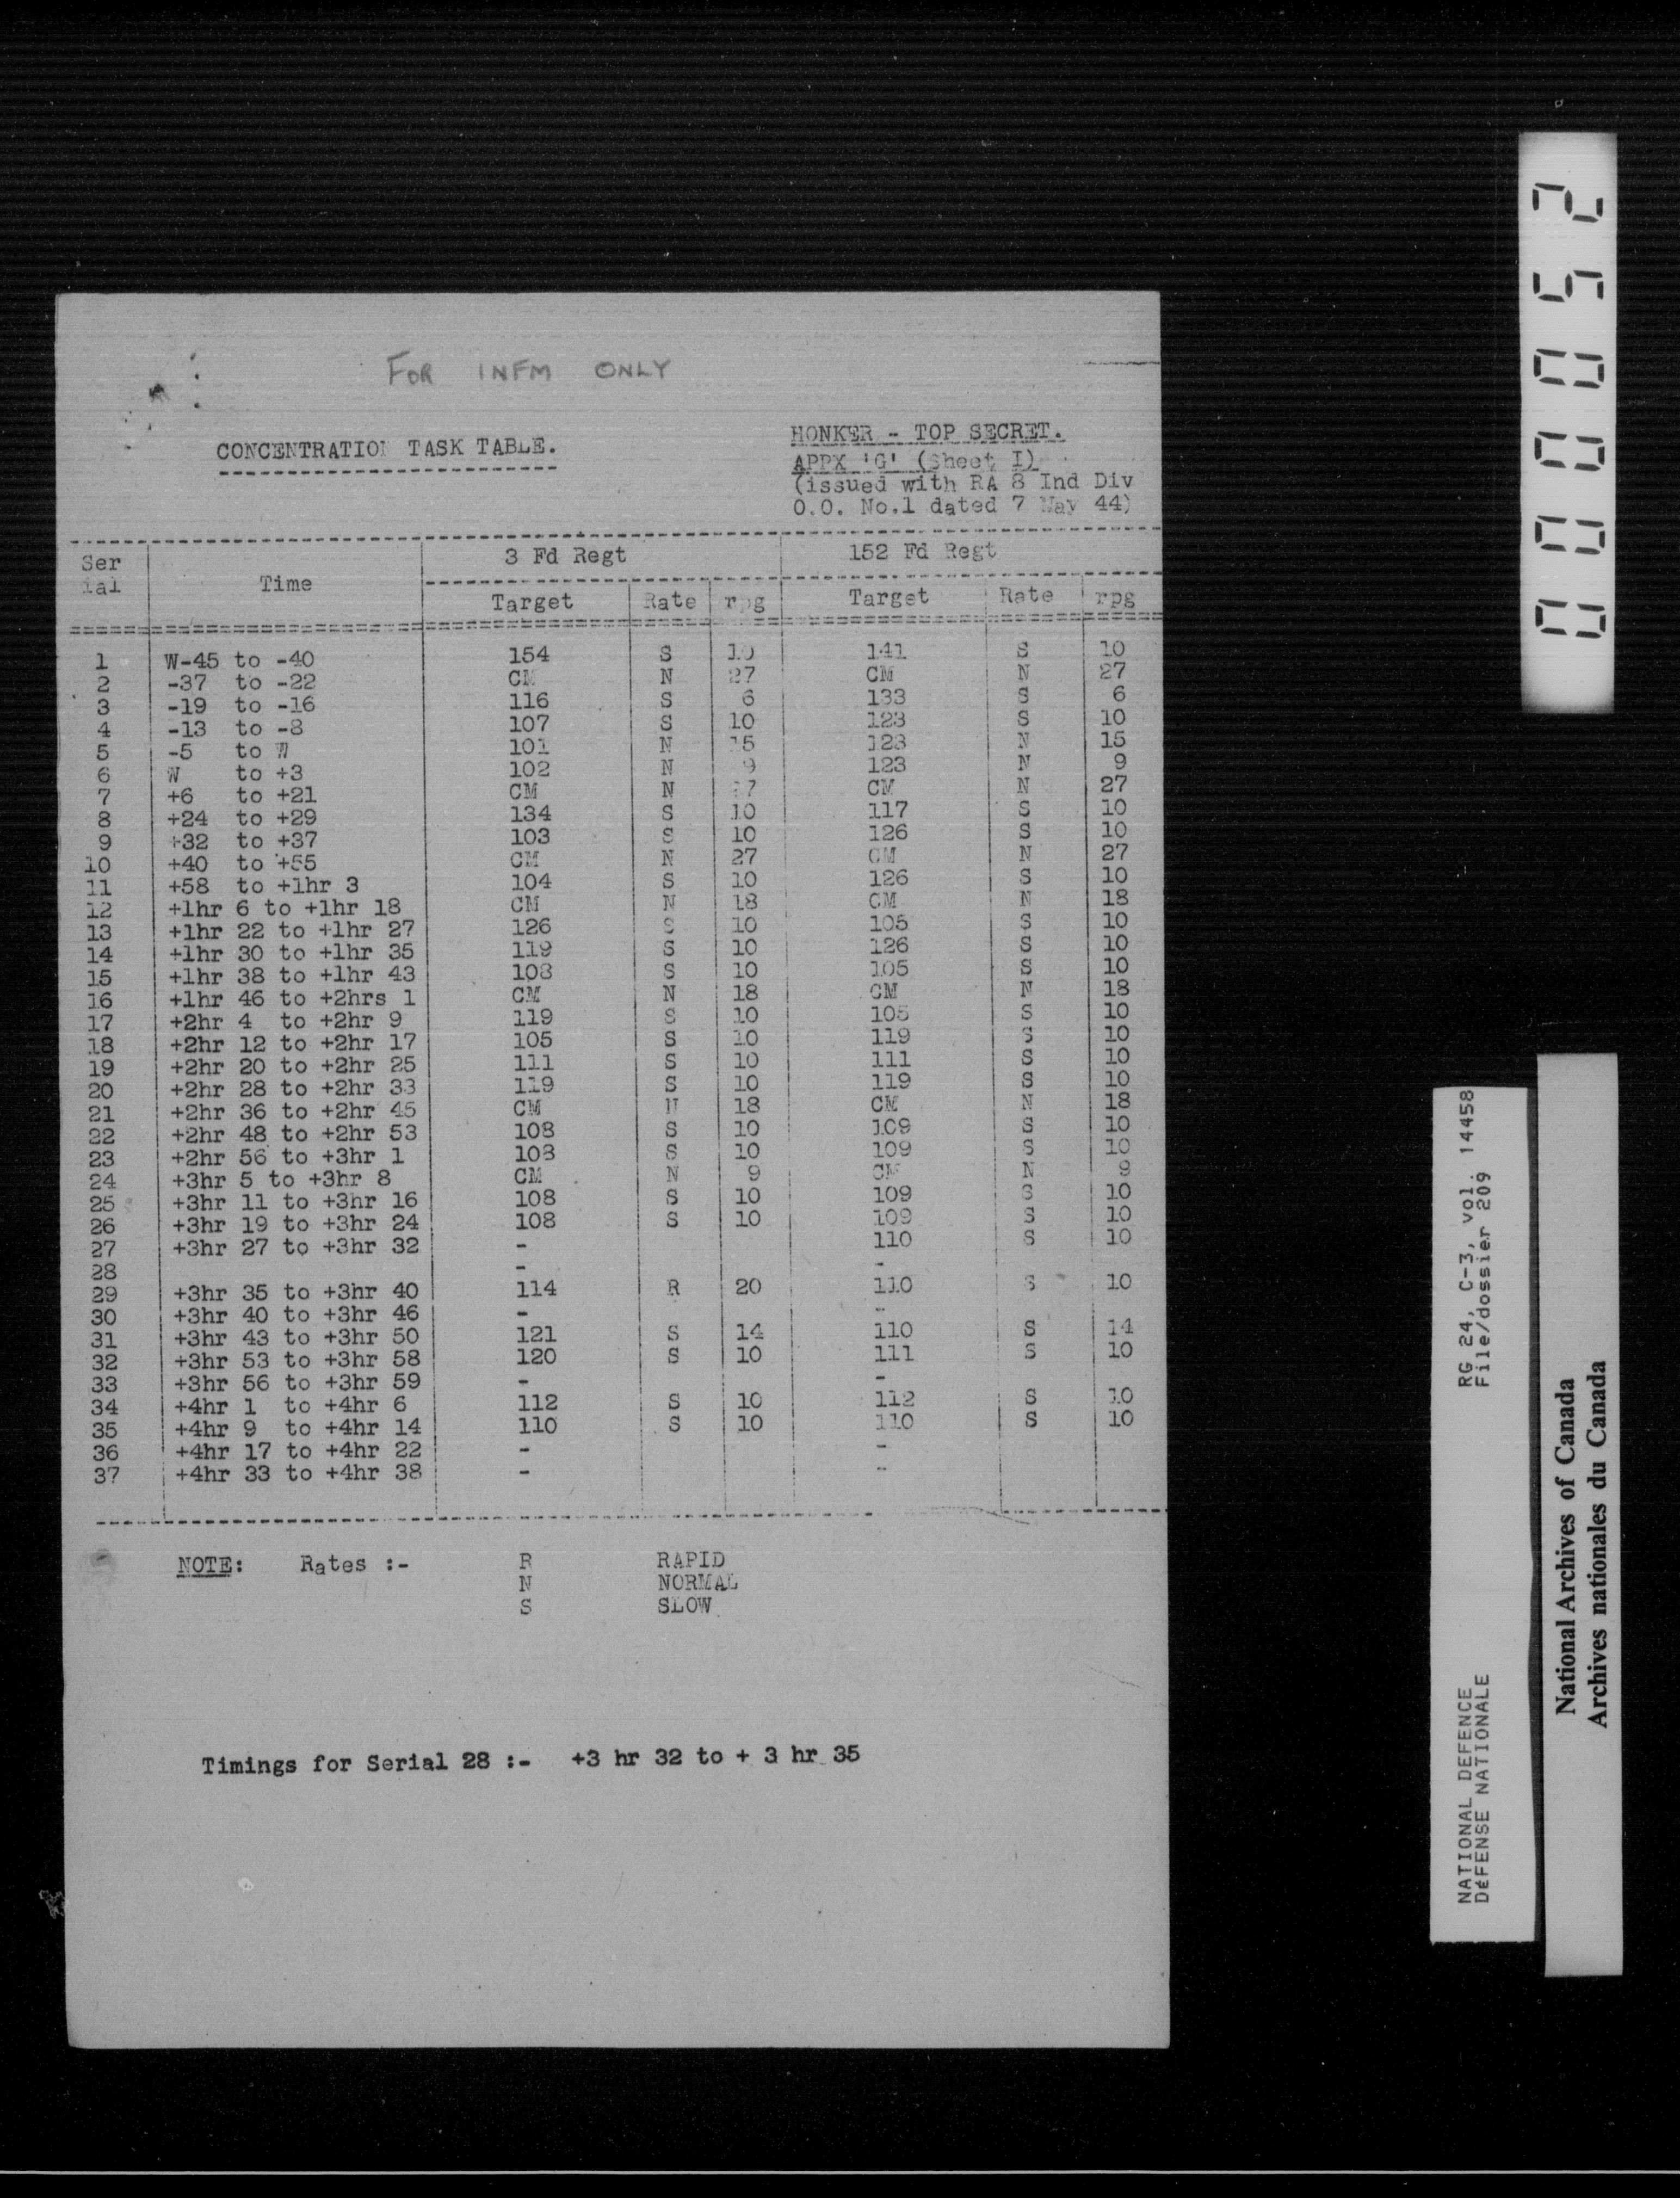 FOR INFM ONLY
CONCENTRATION TASK TABLE.
HONKER - TOP SECRET.
APPX 'G' (Sheet I)
(issued with RA 8 Ind Div
O.O. No.1 dated 7 May 44)
Ser ial Time 3 Fd Regt 152 Fd Regt
Target Rate rpg Target Rate rpg
1 W-45 to -40 154 S 10 141 S 10
2 -37 to -22 CM N 27 CM N 27
3 -19 to -16 116 S 6 133 S 6
4 -13 to -8 107 S 10 123 S 10
5 -5 to W 101 N 15 123 N 15
6 W to +3 102 N 9 123 N 9
7 +6 to +21 CM N 27 CM N 27
8 +24 to +29 134 S 10 117 S 10
9 +32 to +37 103 S 10 126 S 10
10 +40 to +55 CM N 27 CM N 27
11 +58 to +1hr 3 104 S 10 126 S 10
12 +1hr 6 to +1hr 18 CM N 18 CM N 18
13 +1hr 22 to +1hr 27 126 S 10 105 S 10
14 +1hr 30 to +1hr 35 119 S 10 126 S 10
15 +1hr 38 to +1hr 43 108 S 10 105 S 10
16 +1hr 46 to +2hrs 1 CM N 18 CM N 18
17 +2hr 4 to +2hr 9 119 S 10 105 S 10
18 +2hr 12 to +2hr 17 105 S 10 119 S 10
19 +2hr 20 to +2hr 25 111 S 10 111 S 10
20 +2hr 28 to +2hr 33 119 S 10 119 S 10
21 +2hr 36 to +2hr 45 CM N 18 CM N 18
22 +2hr 48 to +2hr 53 108 S 10 109 S 10
23 +2hr 56 to +3hr 1 108 S 10 109 S 10
24 +3hr 5 to +3hr 8 CM N 9 CM N 9
25 +3hr 11 to +3hr 16 108 S 10 109 S 10
26 +3hr 19 to +3hr 24 108 S 10 109 S 10
27 +3hr 27 to +3hr 32 - 110 S 10
28 - -
29 +3hr 35 to +3hr 40 114 R 20 110 S 10
30 +3hr 40 to +3hr 46 - -
31 +3hr 43 to +3hr 50 121 S 14 110 S 14
32 +3hr 53 to +3hr 58 120 S 10 111 S 10
33 +3hr 56 to +3hr 59 - -
34 +4hr 1 to +4hr 6 112 S 10 112 S 10
35 +4hr 9 to +4hr 14 110 S 10 110 S 10
36 +4hr 17 to +4hr 22 - -
37 +4hr 33 to +4hr 38 - -
NOTE: Rates :- R RAPID
N NORMAL
S SLOW
Timings for Serial 28 :- +3 hr 32 to + 3 hr 35
000052
NATIONAL DEFENCE RG 24, C-3, vol. 14458
DÉFENSE NATIONALE File/dossier 209
National Archives of Canada
Archives nationales du Canada